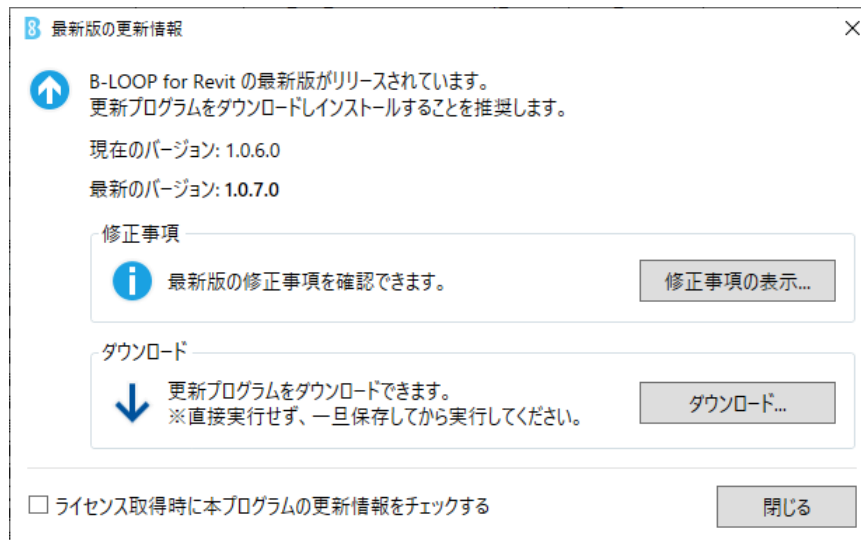 最新版の更新情報
B-LOOP for Revit の最新版がリリースされています。
更新プログラムをダウンロードしインストールすることを推奨します。
現在のバージョン: 1.0.6.0
最新のバージョン: 1.0.7.0
修正事項
最新版の修正事項を確認できます。
修正事項の表示...
ダウンロード
更新プログラムをダウンロードできます。
※直接実行せず、一旦保存してから実行してください。
ダウンロード...
ライセンス取得時に本プログラムの更新情報をチェックする
閉じる